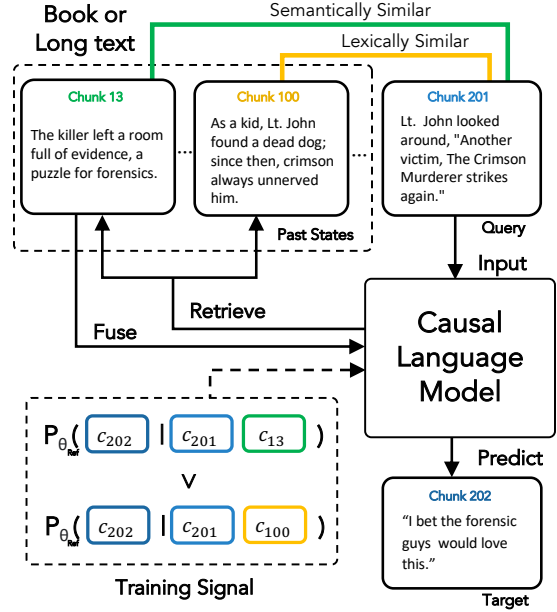 Book or
Long text
Semantically Similar
Lexically Similar
Chunk 13
The killer left a room
full of evidence, a
puzzle for forensics.
...
Chunk 100
As a kid, Lt. John
found a dead dog;
since then, crimson
always unnerved
him.
...
Past States
Chunk 201
Lt. John looked
around, "Another
victim, The Crimson
Murderer strikes
again."
Query
Input
Retrieve
Fuse
Causal
Language
Model
Predict
P θRef ( c202 | c201 c13 )
>
P θRef ( c202 | c201 c100 )
Training Signal
Chunk 202
“I bet the forensic
guys would love
this.”
Target